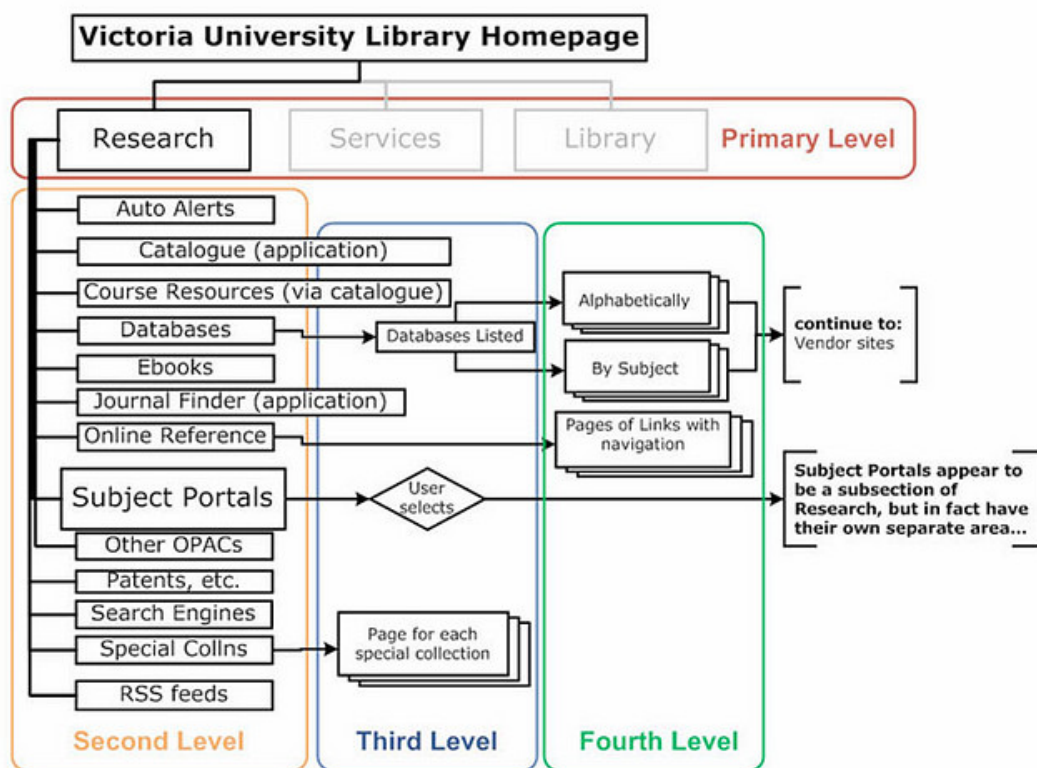 Victoria University Library Homepage
Research
Services
Library
Primary Level
Auto Alerts
Catalogue (application)
Course Resources (via catalogue)
Databases
Databases Listed
Alphabetically
By Subject
continue to:
Vendor sites
Ebooks
Journal Finder (application)
Online Reference
Pages of Links with
navigation
Subject Portals
User
selects
Subject Portals appear to
be a subsection of
Research, but in fact have
their own separate area...
Other OPACs
Patents, etc.
Search Engines
Special Collns
Page for each
special collection
RSS feeds
Second Level
Third Level
Fourth Level